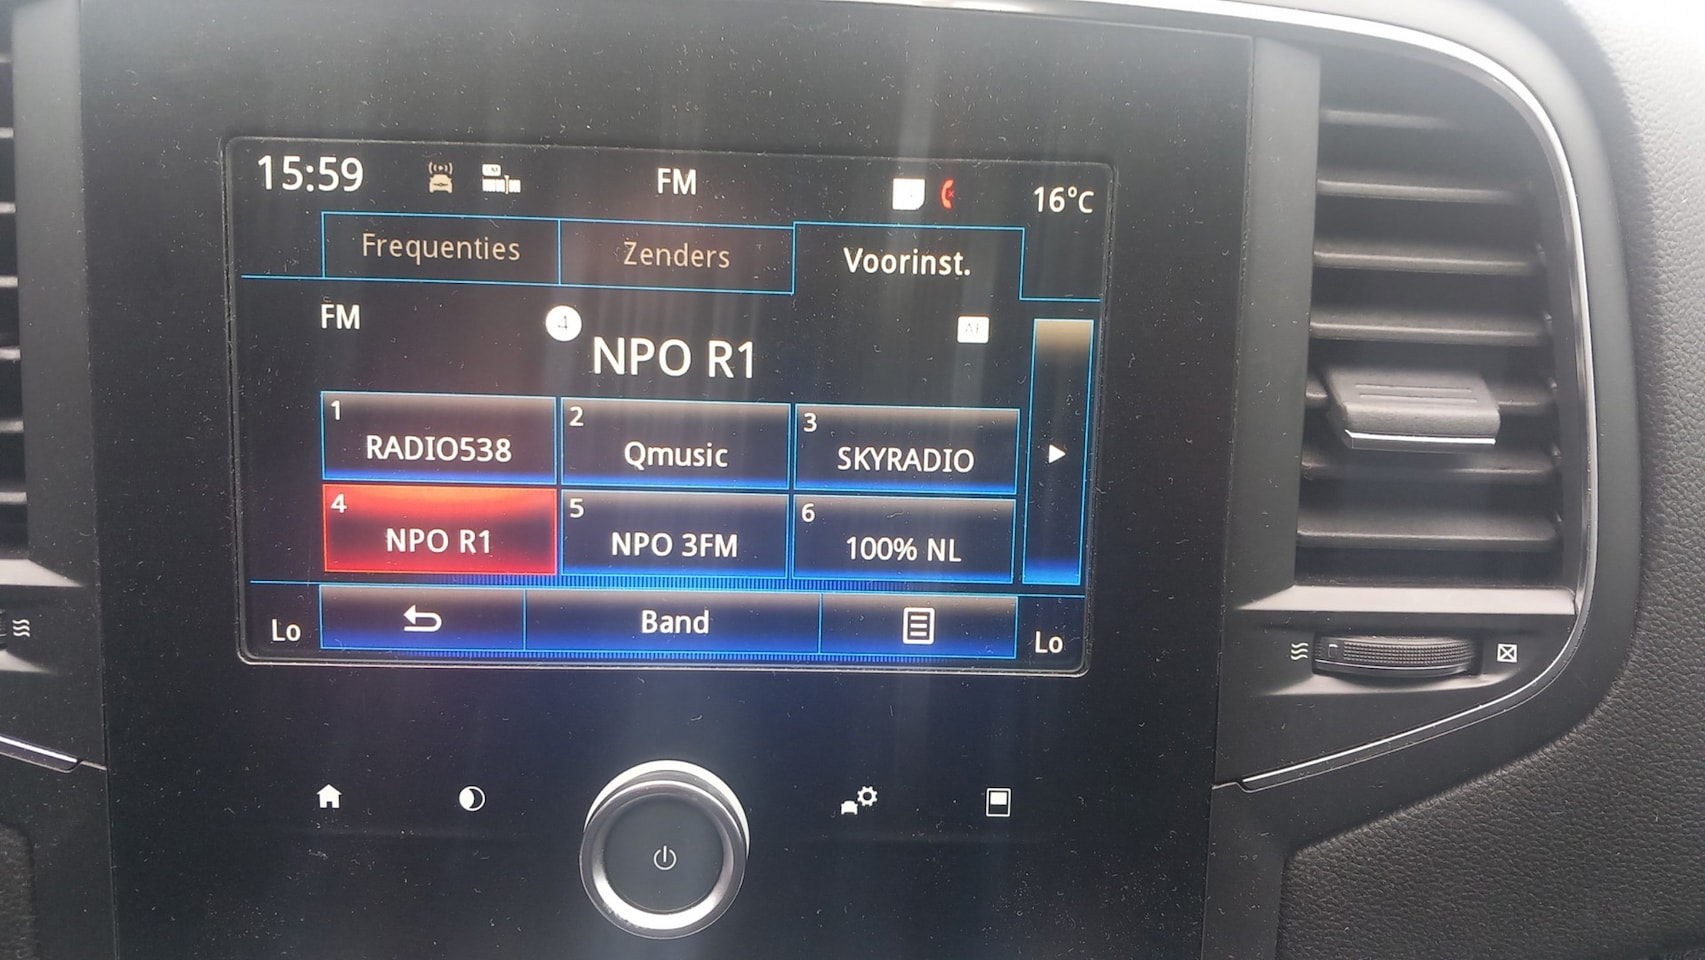 15:59 FM 16°C
Frequenties Zenders Voorinst.
FM 4 AF
NPO R1
1 RADIO538
2 Qmusic
3 SKYRADIO
4 NPO R1
5 NPO 3FM
6 100% NL
Lo Band Lo